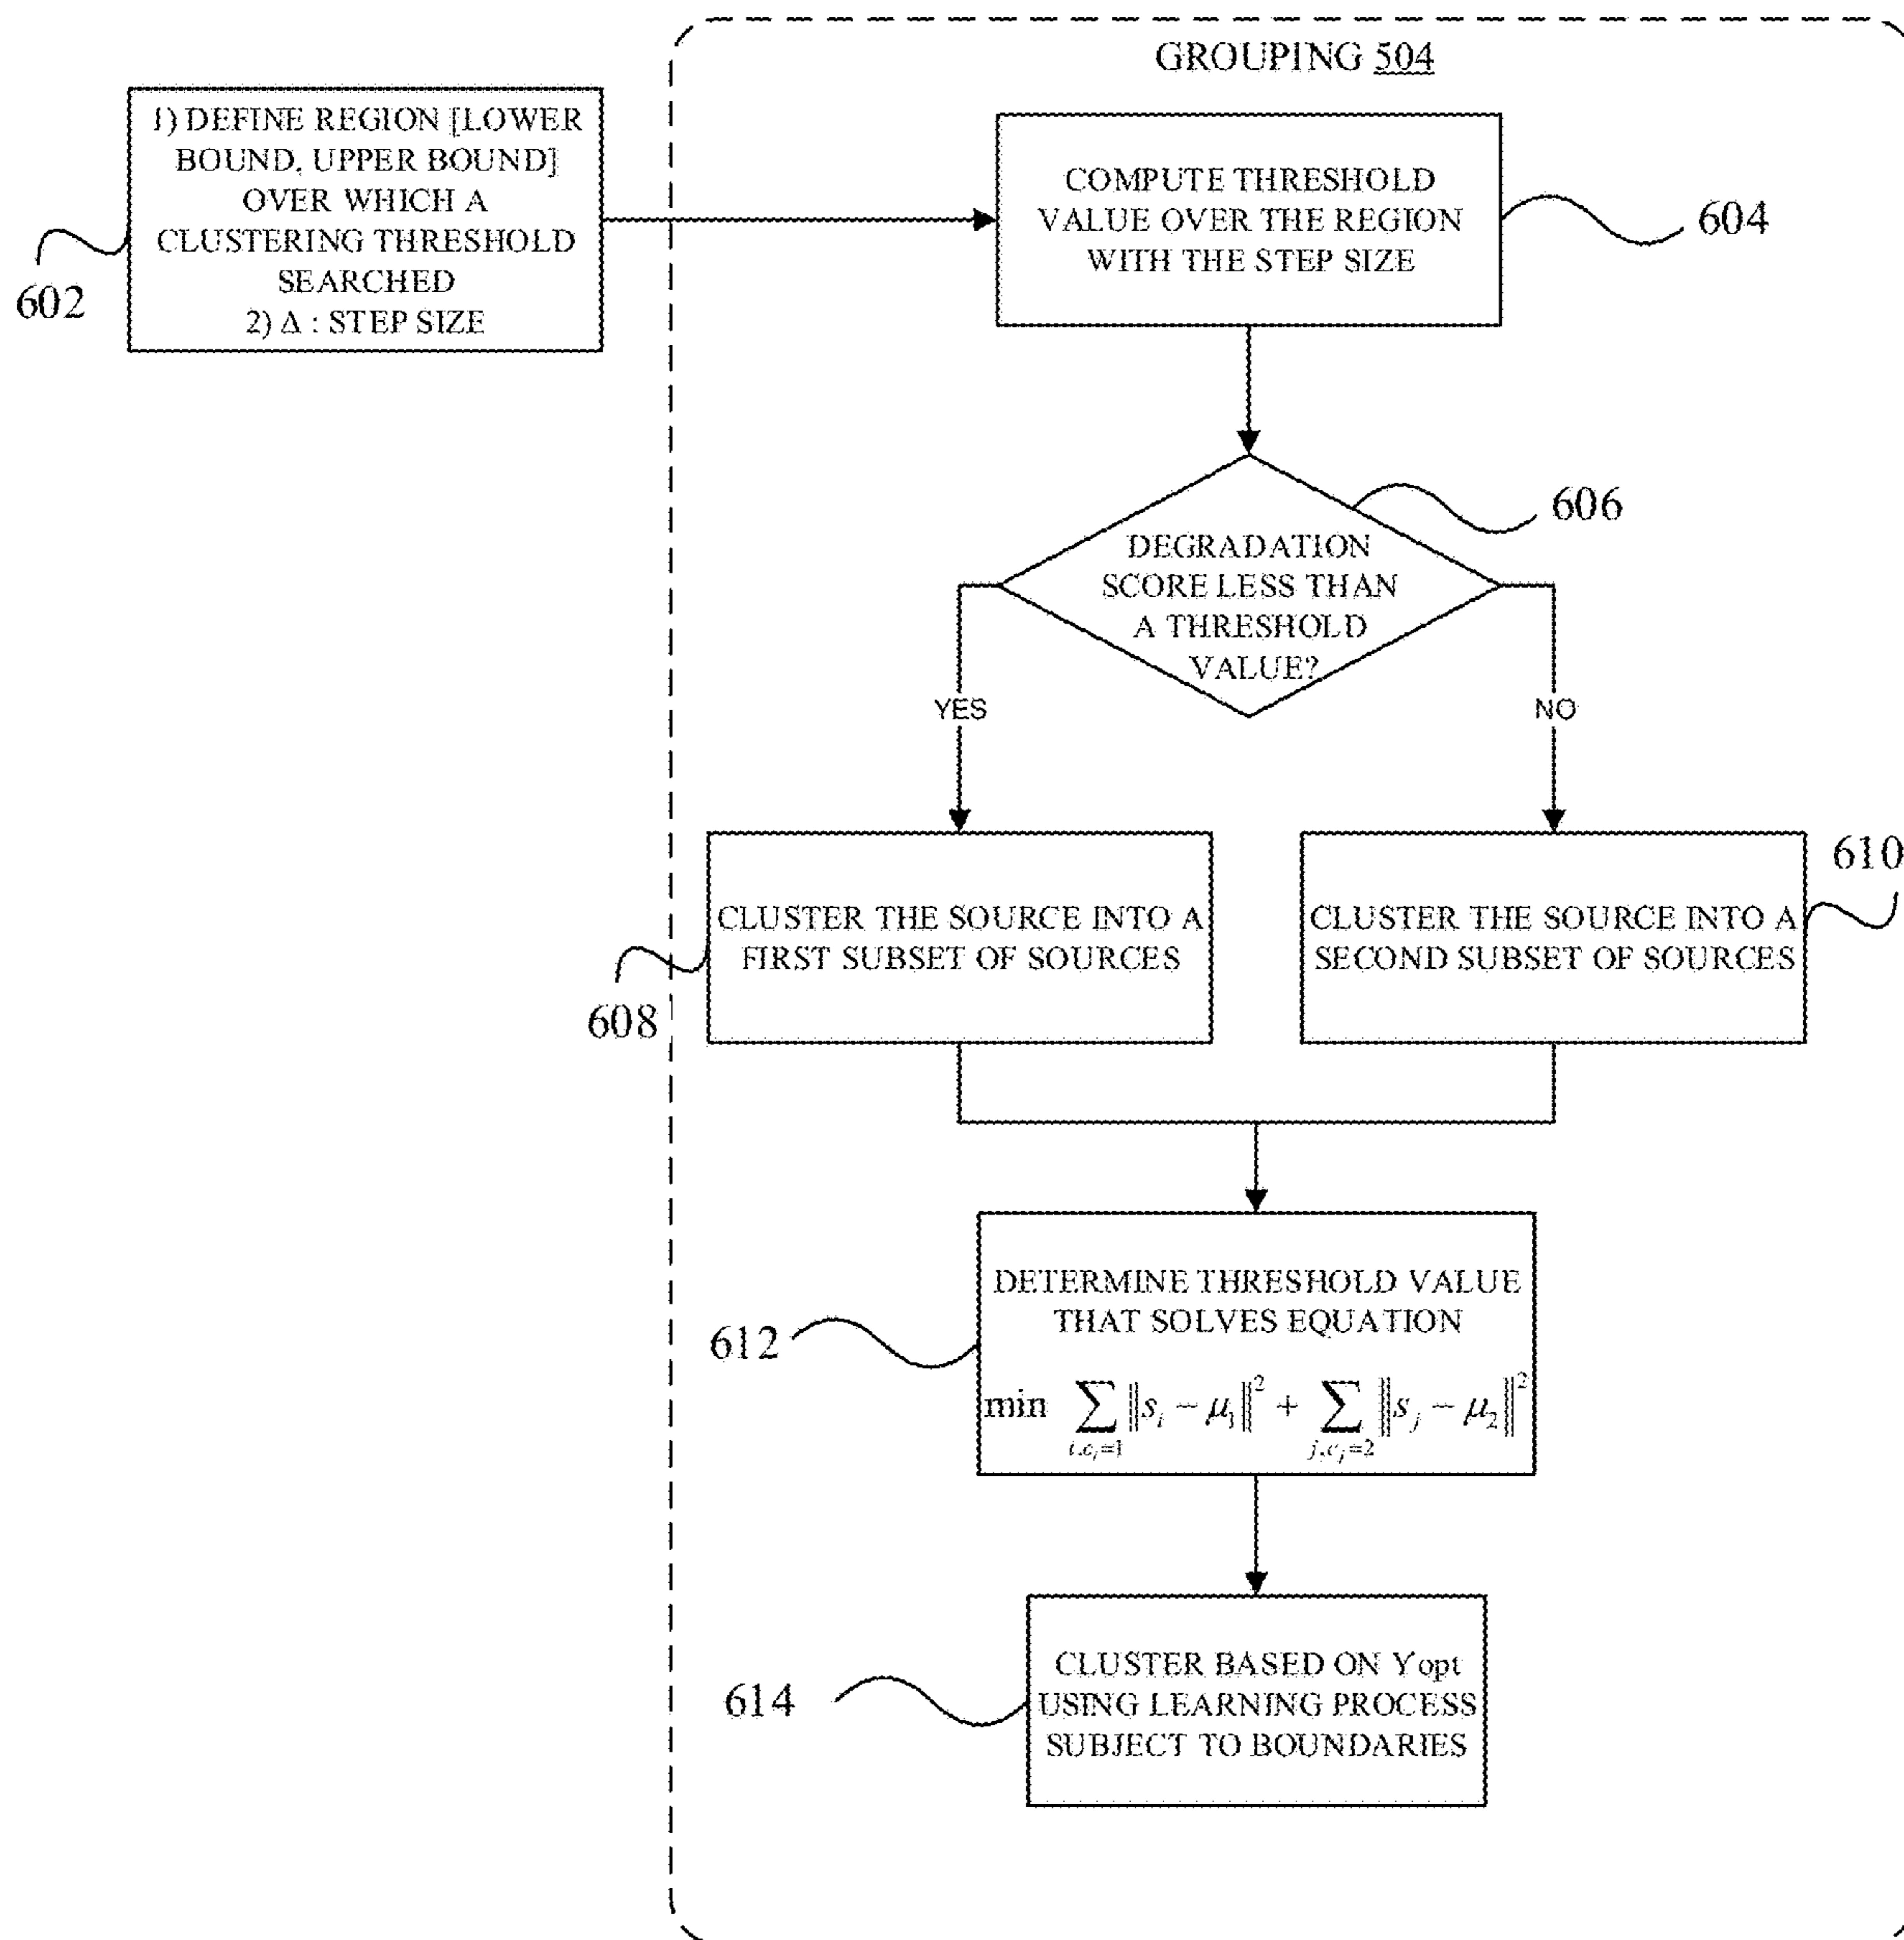 GROUPING 504
1) DEFINE REGION [LOWER
BOUND, UPPER BOUND]
OVER WHICH A
CLUSTERING THRESHOLD
SEARCHED
2) Δ : STEP SIZE
602
COMPUTE THRESHOLD
VALUE OVER THE REGION
WITH THE STEP SIZE
604
606
DEGRADATION
SCORE LESS THAN
A THRESHOLD
VALUE?
YES
NO
CLUSTER THE SOURCE INTO A
FIRST SUBSET OF SOURCES
608
CLUSTER THE SOURCE INTO A
SECOND SUBSET OF SOURCES
610
DETERMINE THRESHOLD VALUE
THAT SOLVES EQUATION
min ∑_{i,c_i=1} ‖s_i − μ_1‖² + ∑_{j,c_j=2} ‖s_j − μ_2‖²
612
CLUSTER BASED ON Yopt
USING LEARNING PROCESS
SUBJECT TO BOUNDARIES
614